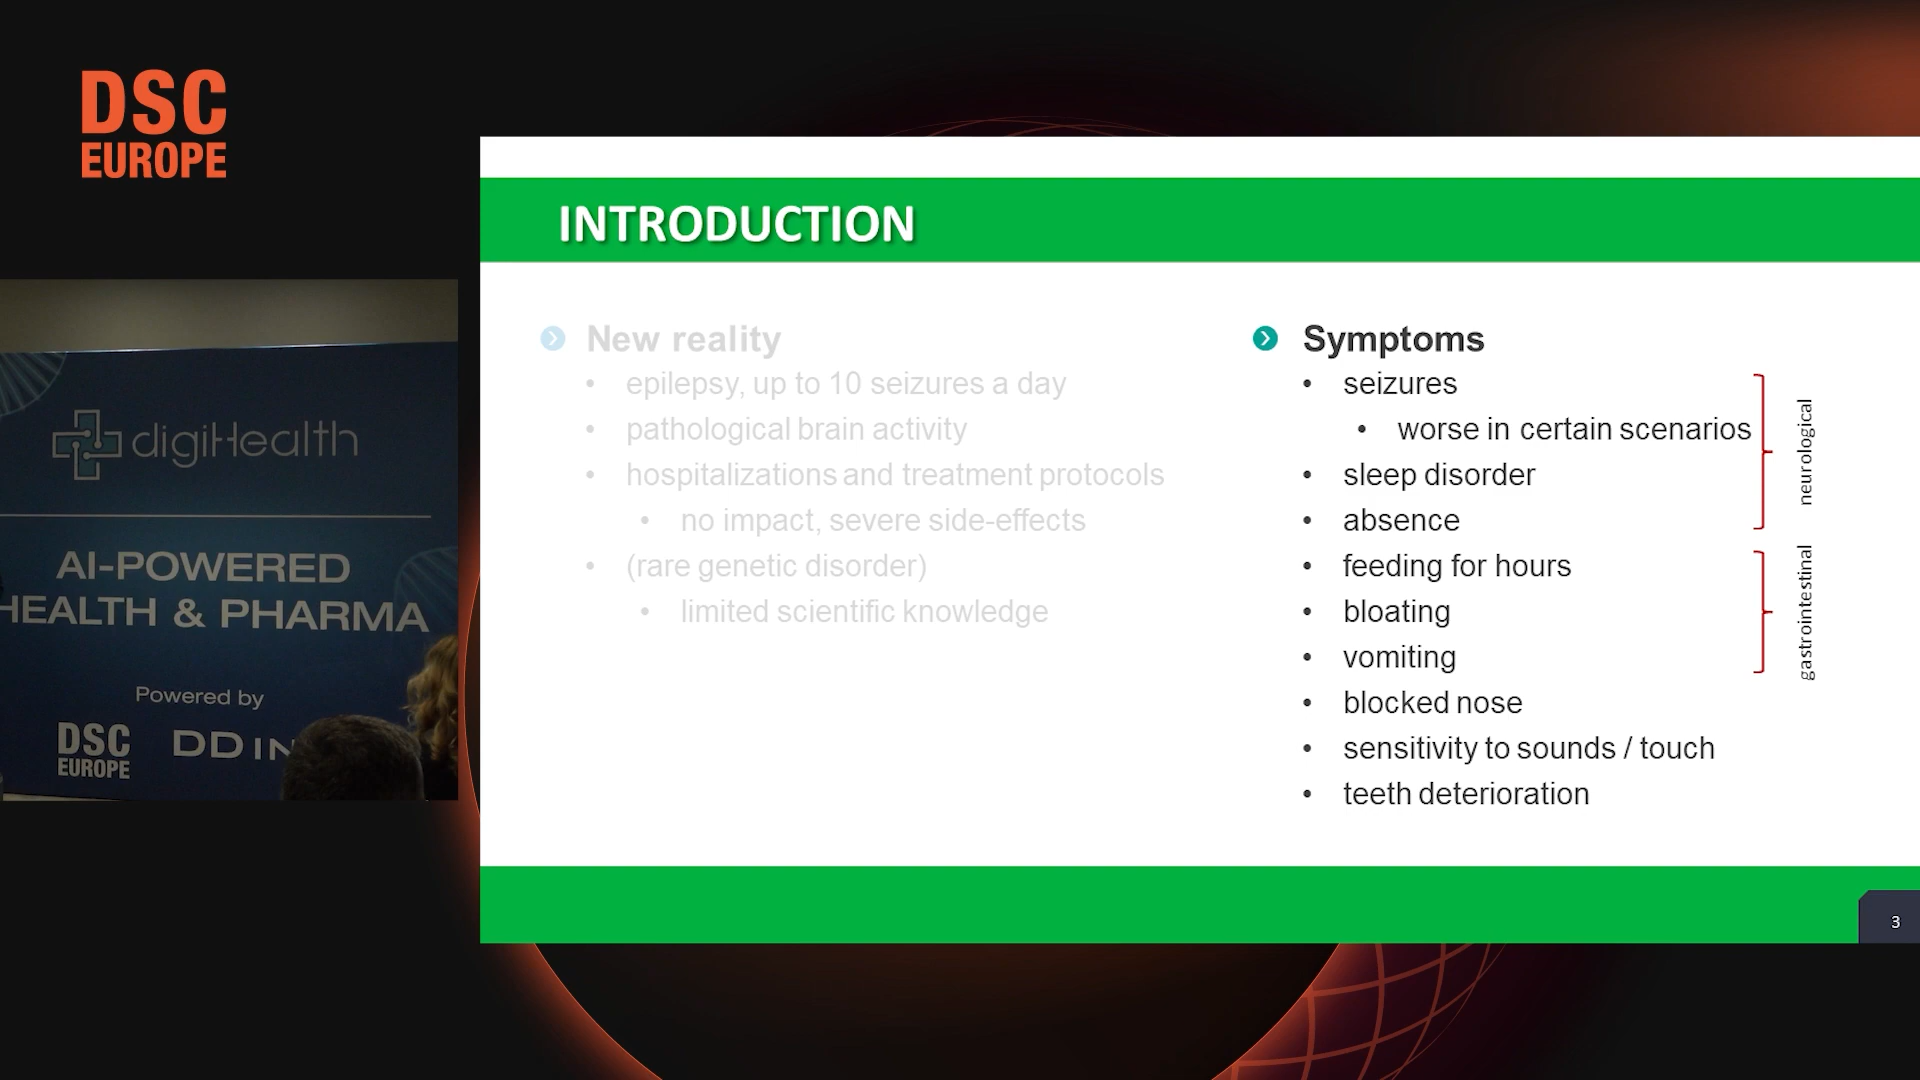 DSC
EUROPE
digiHealth
AI-POWERED
HEALTH & PHARMA
Powered by
DSC
EUROPE
DD
INTRODUCTION
New reality
• epilepsy, up to 10 seizures a day
• pathological brain activity
• hospitalizations and treatment protocols
• no impact, severe side-effects
• (rare genetic disorder)
• limited scientific knowledge
Symptoms
• seizures
• worse in certain scenarios
• sleep disorder
• absence
• feeding for hours
• bloating
• vomiting
• blocked nose
• sensitivity to sounds / touch
• teeth deterioration
neurological
gastrointestinal
3